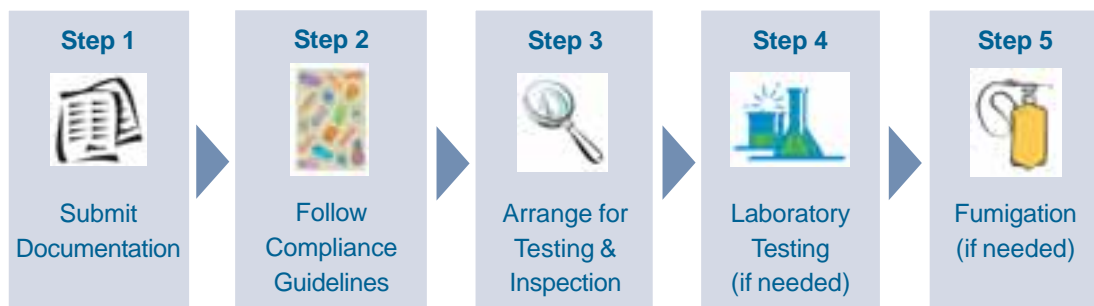 Step 1
Submit
Documentation
Step 2
Follow
Compliance
Guidelines
Step 3
Arrange for
Testing &
Inspection
Step 4
Laboratory
Testing
(if needed)
Step 5
Fumigation
(if needed)